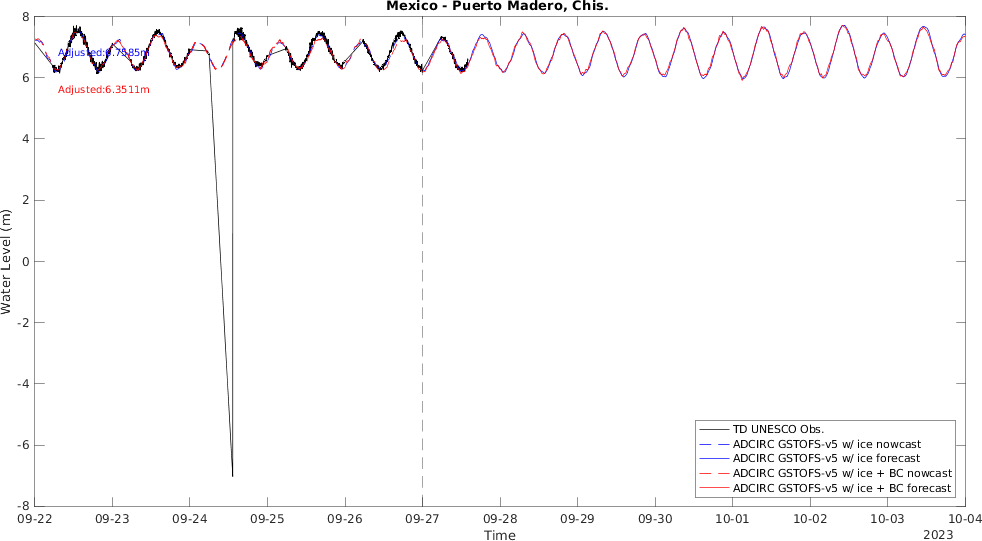 Mexico - Puerto Madero, Chis.
Water Level (m)
8
6
4
2
0
-2
-4
-6
-8
Adjusted:6.7585m
Adjusted:6.3511m
TD UNESCO Obs.
ADCIRC GSTOFS-v5 w/ ice nowcast
ADCIRC GSTOFS-v5 w/ ice forecast
ADCIRC GSTOFS-v5 w/ ice + BC nowcast
ADCIRC GSTOFS-v5 w/ ice + BC forecast
09-22 09-23 09-24 09-25 09-26 09-27 09-28 09-29 09-30 10-01 10-02 10-03 10-04
Time
2023